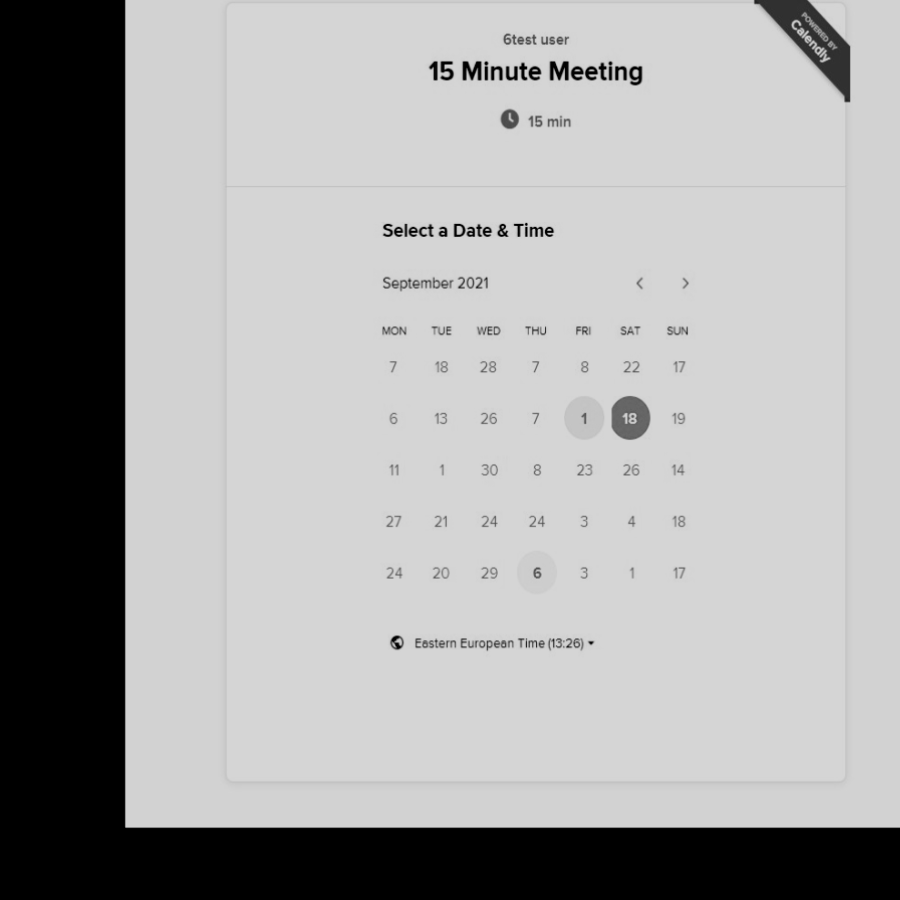 POWERED BY
Calendly
6test user
15 Minute Meeting
15 min
Select a Date & Time
September 2021
MON TUE WED THU FRI SAT SUN
7 18 28 7 8 22 17
6 13 26 7 1 18 19
11 1 30 8 23 26 14
27 21 24 24 3 4 18
24 20 29 6 3 1 17
Eastern European Time (13:26)